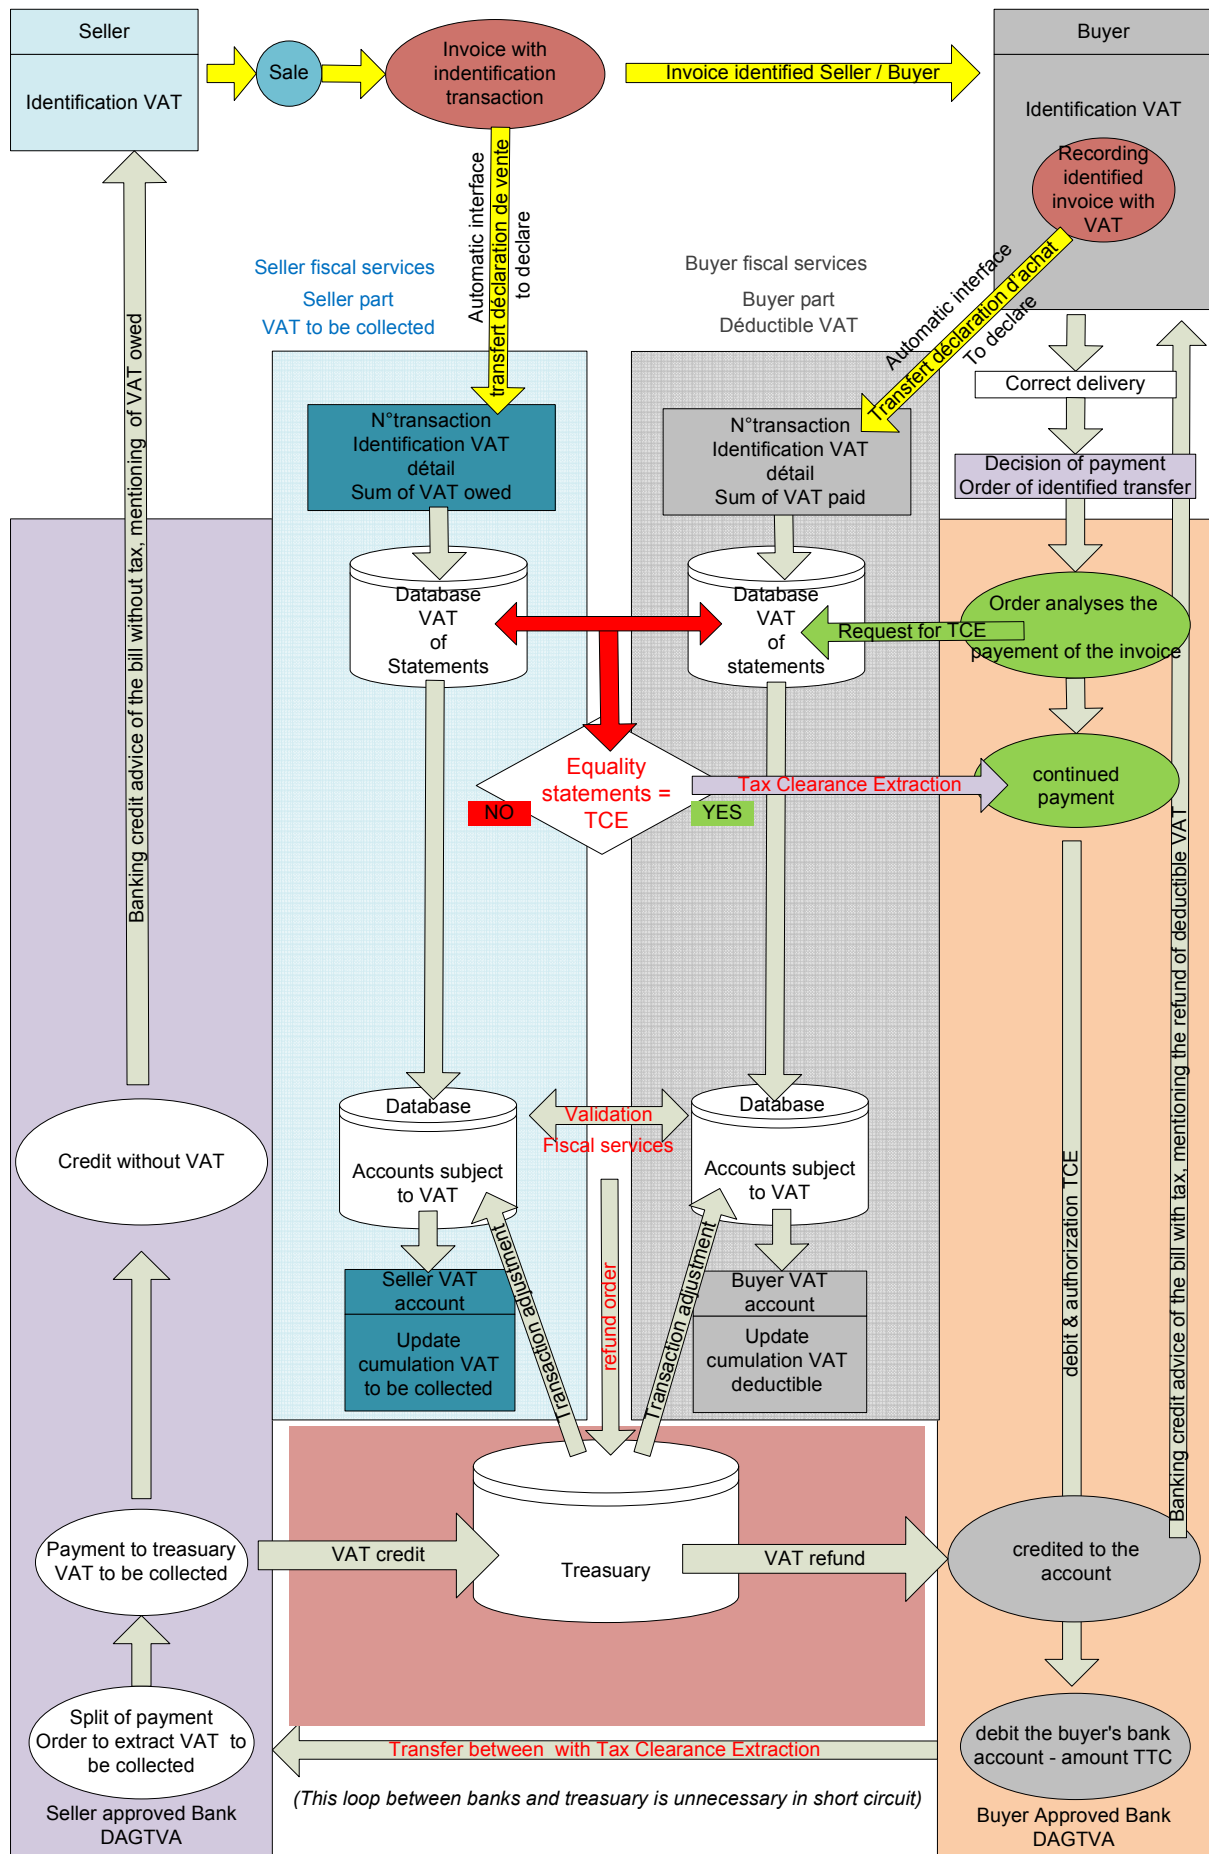 Seller
Identification VAT
Sale
Invoice with
indentification
transaction
Invoice identified Seller / Buyer
Buyer
Identification VAT
Recording
identified
invoice with
VAT
Automatic interface
transfert déclaration de vente
to declare
Seller fiscal services
Seller part
VAT to be collected
Buyer fiscal services
Buyer part
Déductible VAT
Automatic interface
Transfert déclaration d'achat
To declare
Correct delivery
Decision of payment
Order of identified transfer
N°transaction
Identification VAT
détail
Sum of VAT owed
N°transaction
Identification VAT
détail
Sum of VAT paid
Database
VAT
of
Statements
Database
VAT
of
statements
Request for TCE
Order analyses the
payement of the invoice
Equality
statements =
TCE
NO
YES
Tax Clearance Extraction
continued
payment
Banking credit advice of the bill without tax, mentioning of VAT owed
Banking credit advice of the bill with tax, mentioning the refund of deductible VAT
debit & authorization TCE
Database
Accounts subject
to VAT
Validation
Fiscal services
Database
Accounts subject
to VAT
Credit without VAT
Seller VAT
account
Update
cumulation VAT
to be collected
Transaction adjustment
refund order
Transaction adjustment
Buyer VAT
account
Update
cumulation VAT
deductible
Payment to treasury
VAT to be collected
VAT credit
Treasury
VAT refund
credited to the
account
Split of payment
Order to extract VAT to
be collected
Transfer between with Tax Clearance Extraction
debit the buyer's bank
account - amount TTC
(This loop between banks and treasury is unnecessary in short circuit)
Seller approved Bank
DAGTVA
Buyer Approved Bank
DAGTVA